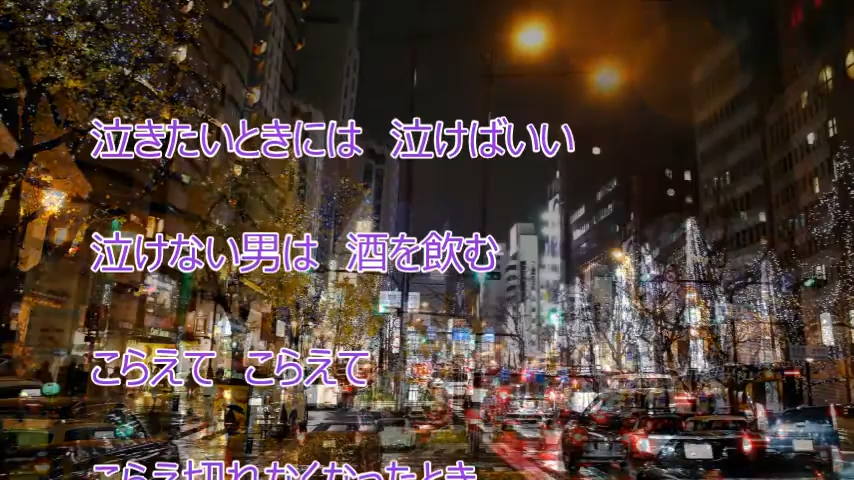 泣きたいときには　泣けばいい
泣けない男は　酒を飲む
こらえて　こらえて
こらえ切れなくなったとき